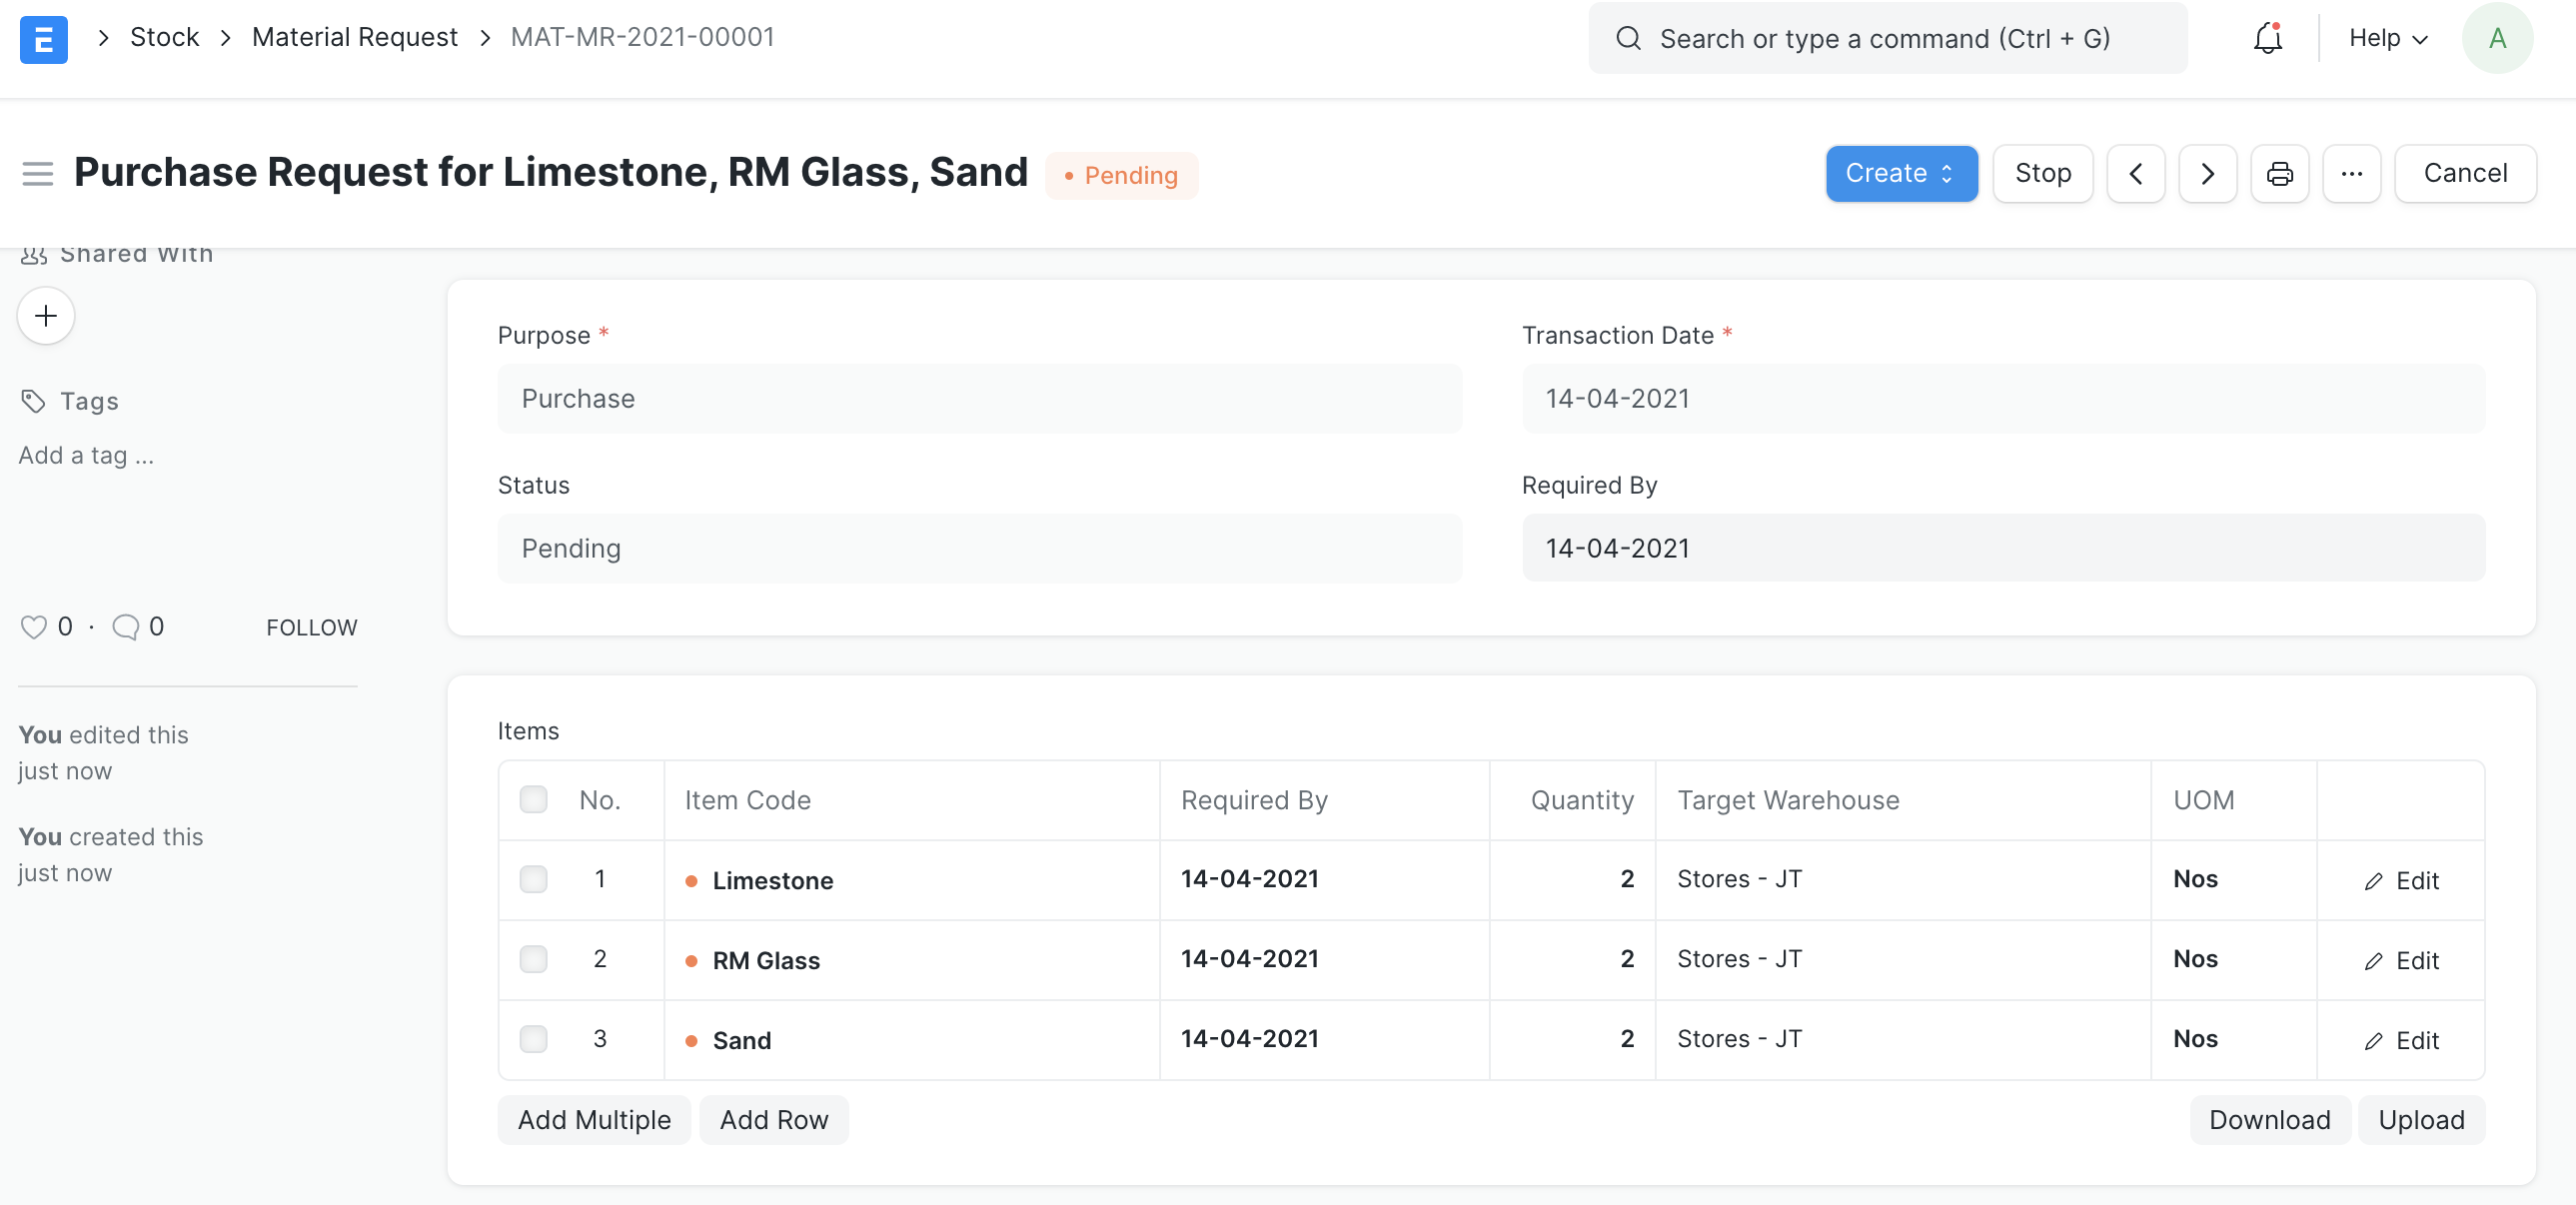 E > Stock > Material Request > MAT-MR-2021-00001
Search or type a command (Ctrl + G)
Help
A
Purchase Request for Limestone, RM Glass, Sand
Pending
Create
Stop
Cancel
Shared With
Tags
Add a tag ...
0 · 0 FOLLOW
You edited this
just now
You created this
just now
Purpose *
Purchase
Transaction Date *
14-04-2021
Status
Pending
Required By
14-04-2021
Items
No. Item Code Required By Quantity Target Warehouse UOM
1 Limestone 14-04-2021 2 Stores - JT Nos Edit
2 RM Glass 14-04-2021 2 Stores - JT Nos Edit
3 Sand 14-04-2021 2 Stores - JT Nos Edit
Add Multiple Add Row Download Upload